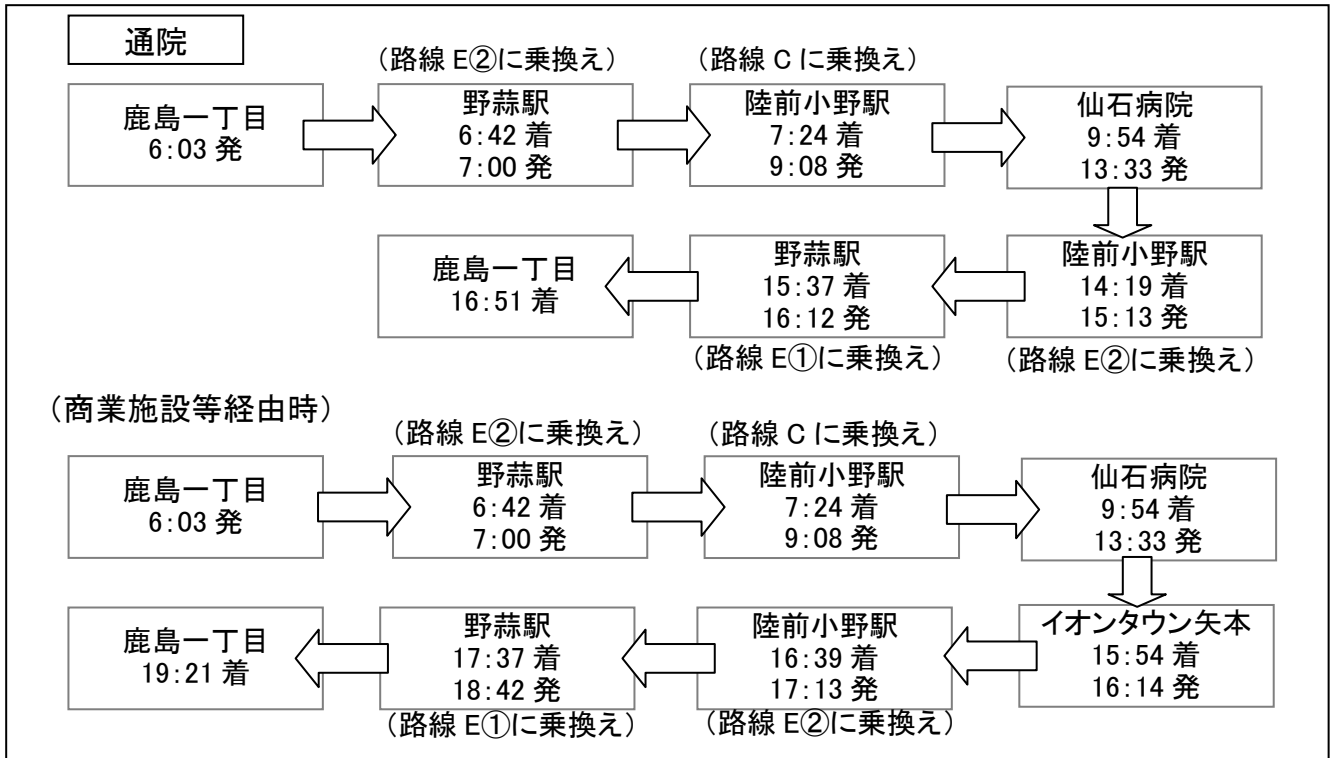 通院
(路線 E②に乗換え)
(路線 C に乗換え)
鹿島一丁目
6:03 発
野蒜駅
6:42 着
7:00 発
陸前小野駅
7:24 着
9:08 発
仙石病院
9:54 着
13:33 発
鹿島一丁目
16:51 着
野蒜駅
15:37 着
16:12 発
陸前小野駅
14:19 着
15:13 発
(路線 E①に乗換え)
(路線 E②に乗換え)
(商業施設等経由時)
(路線 E②に乗換え)
(路線 C に乗換え)
鹿島一丁目
6:03 発
野蒜駅
6:42 着
7:00 発
陸前小野駅
7:24 着
9:08 発
仙石病院
9:54 着
13:33 発
鹿島一丁目
19:21 着
野蒜駅
17:37 着
18:42 発
陸前小野駅
16:39 着
17:13 発
イオンタウン矢本
15:54 着
16:14 発
(路線 E①に乗換え)
(路線 E②に乗換え)